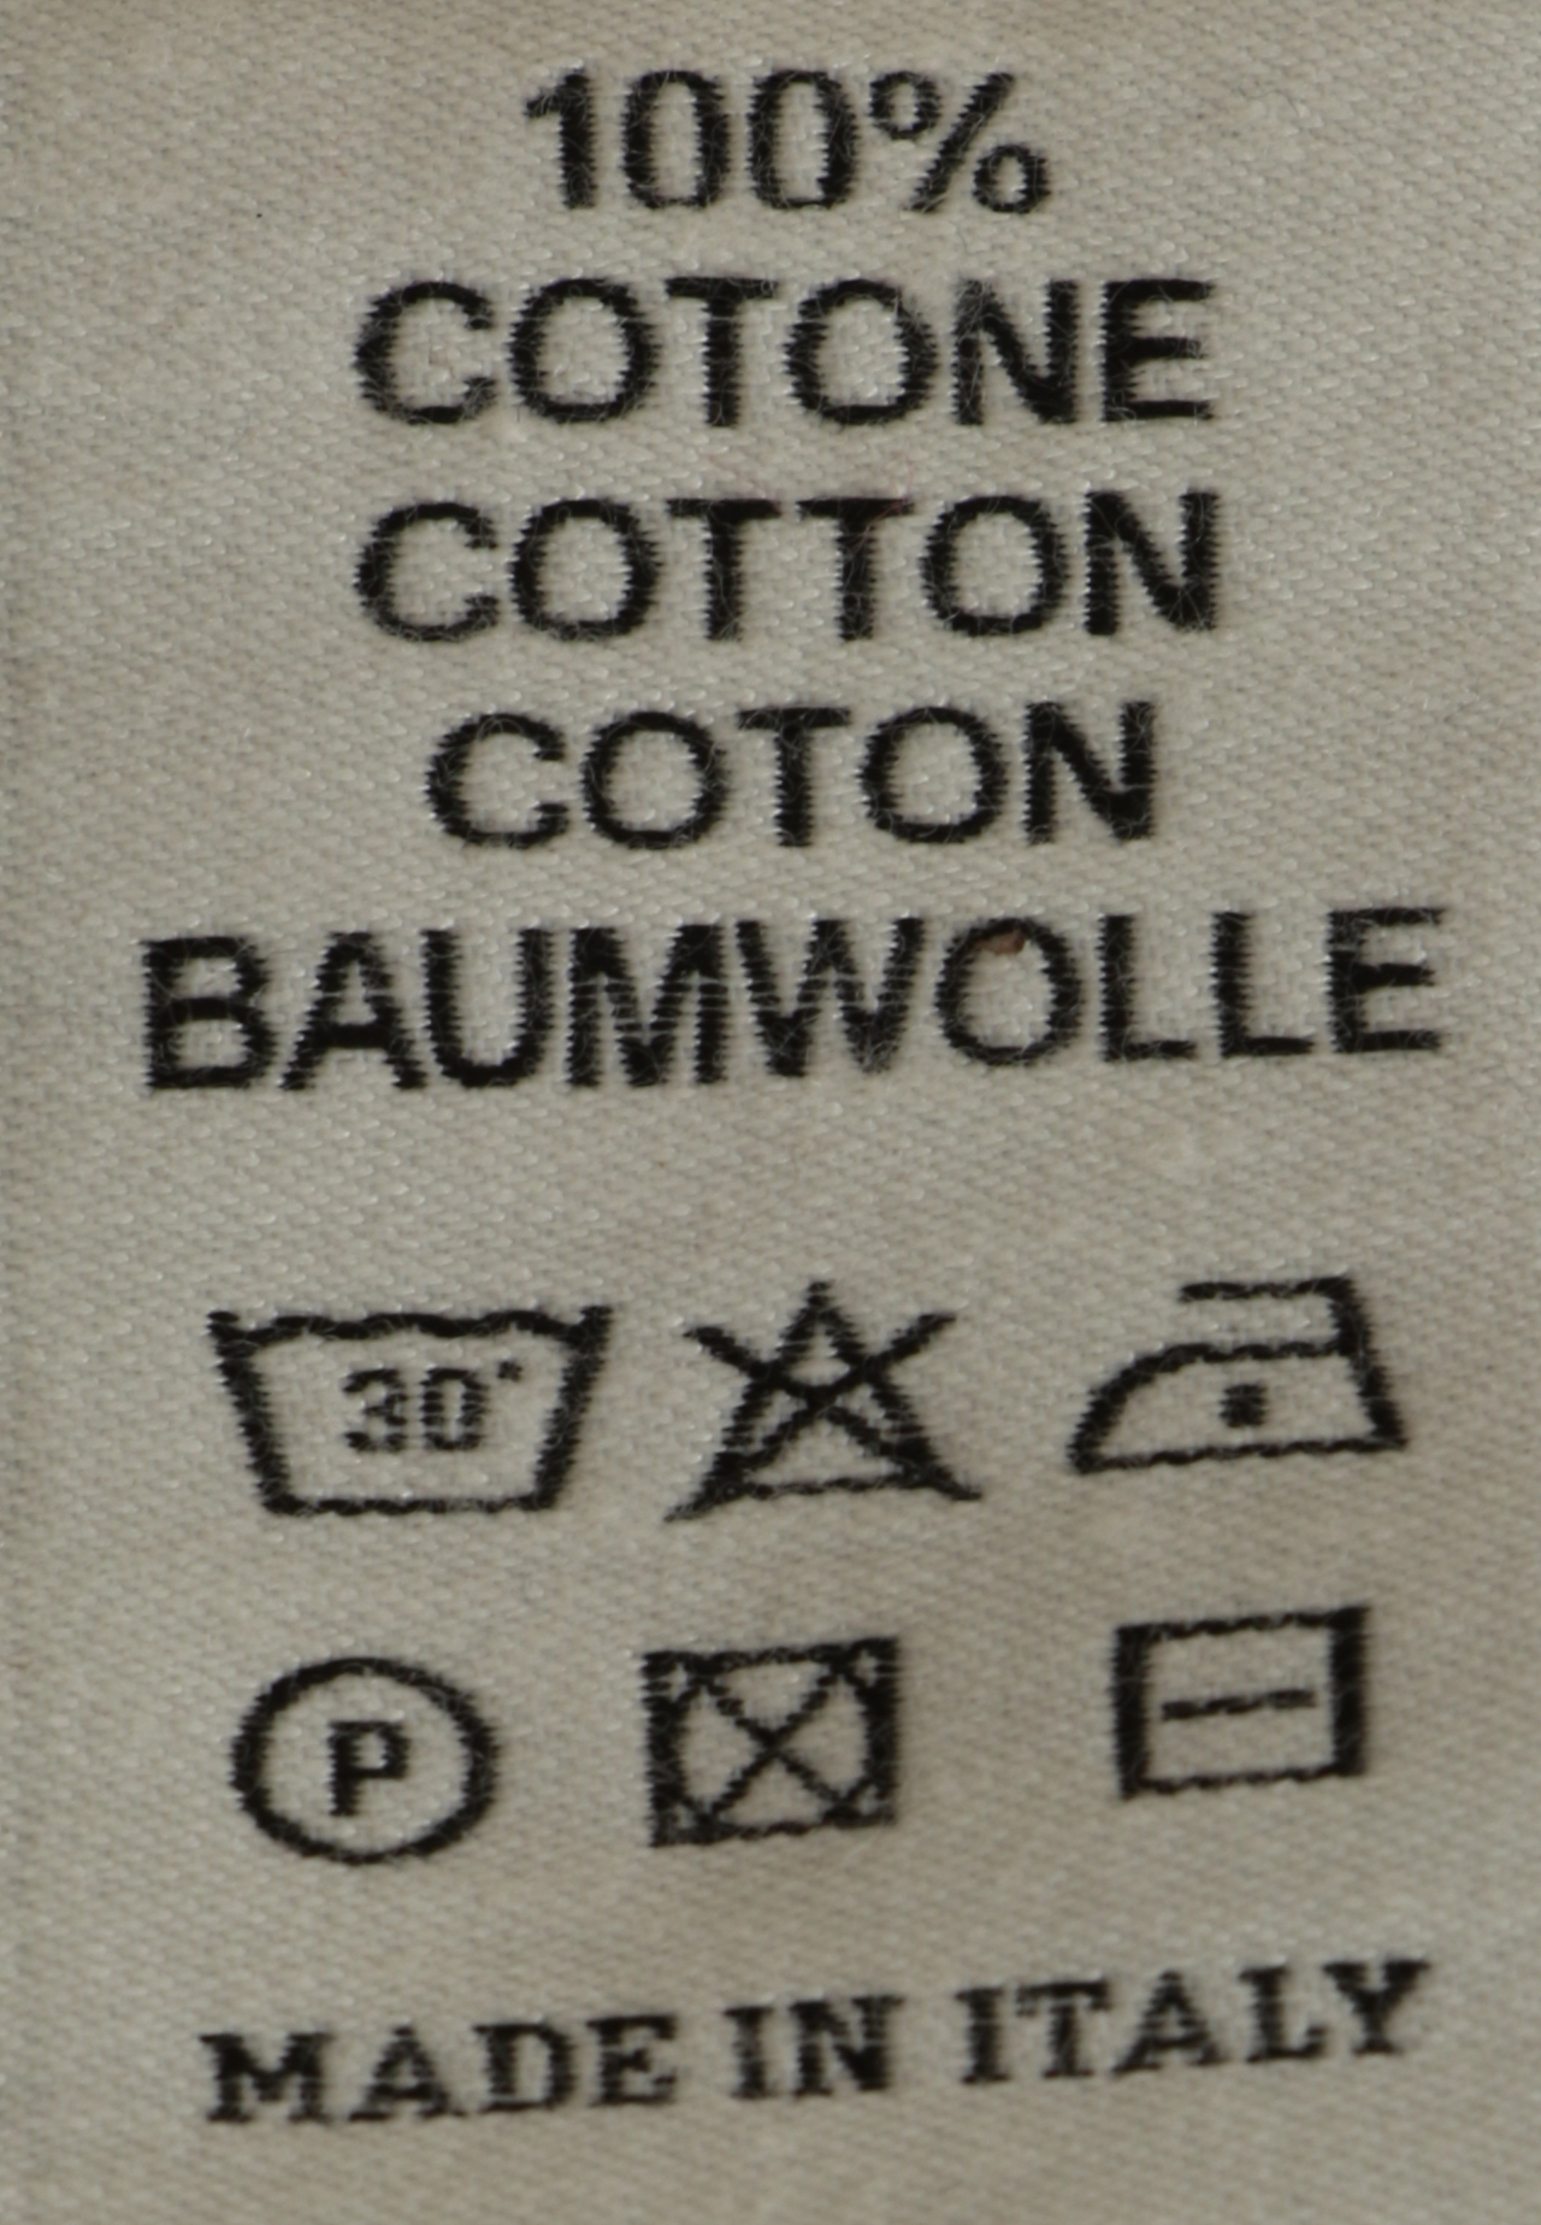 100%
COTONE
COTTON
COTON
BAUMWOLLE
30°
P
MADE IN ITALY